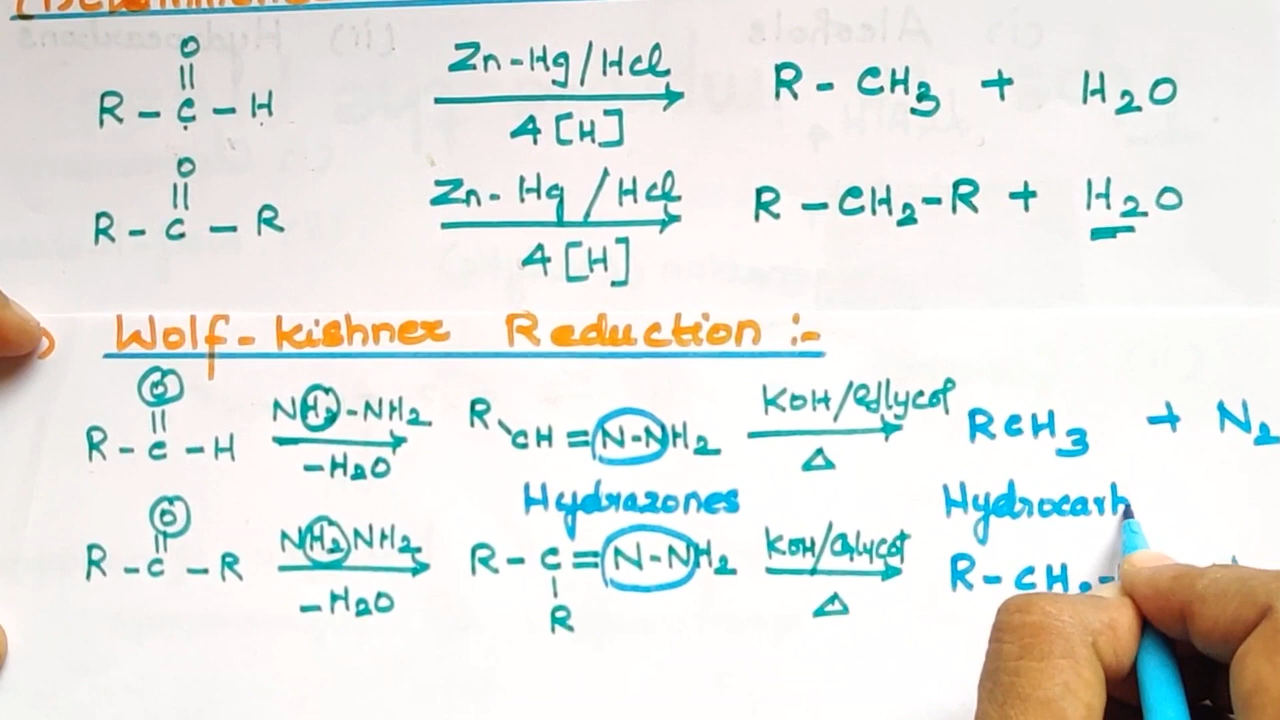 O
||
R - C - H   Zn-Hg/HCl   4[H]   R - CH3 + H2O
O
||
R - C - R   Zn-Hg/HCl   4[H]   R - CH2 - R + H2O
) Wolf-kishner Reduction :-
O
||
R - C - H   NH2-NH2   -H2O   R CH = N-NH2   KOH/Glycol   Δ   RCH3 + N2
Hydrazones   Hydrocarb
O
||
R - C - R   NH2NH2   -H2O   R - C = N-NH2   KOH/Glycol   Δ   R - CH2 -
|
R